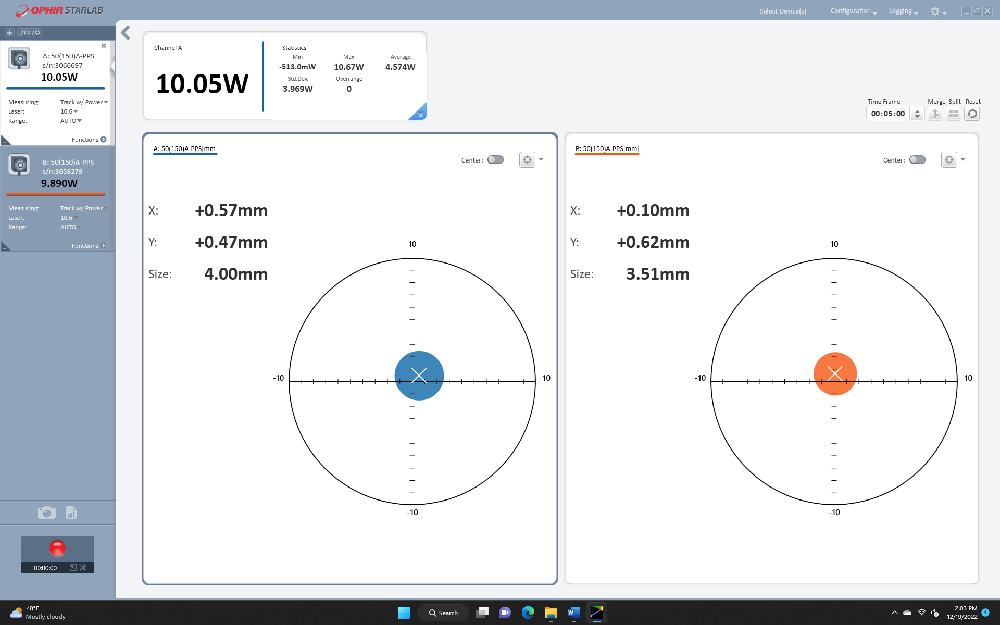 OPHIR STARLAB
Select Device(s) | Configuration Logging
f(x)
A: 50(150)A-PPS
s/n:3066697
10.05W
Measuring: Track w/ Power
Laser: 10.6
Range: AUTO
Functions
B: 50(150)A-PPS
s/n:3059279
9.890W
Measuring: Track w/ Power
Laser: 10.6
Range: AUTO
Functions
00:00:00
Channel A
10.05W
Statistics
Min Max Average
-513.0mW 10.67W 4.574W
Std.Dev. Overrange
3.969W 0
Time Frame Merge Split Reset
00:05:00
A: 50(150)A-PPS[mm]
Center:
X: +0.57mm
Y: +0.47mm
Size: 4.00mm
10
-10 10
-10
B: 50(150)A-PPS[mm]
Center:
X: +0.10mm
Y: +0.62mm
Size: 3.51mm
10
-10 10
-10
48°F
Mostly cloudy
Search
W
2:03 PM
12/19/2022
4